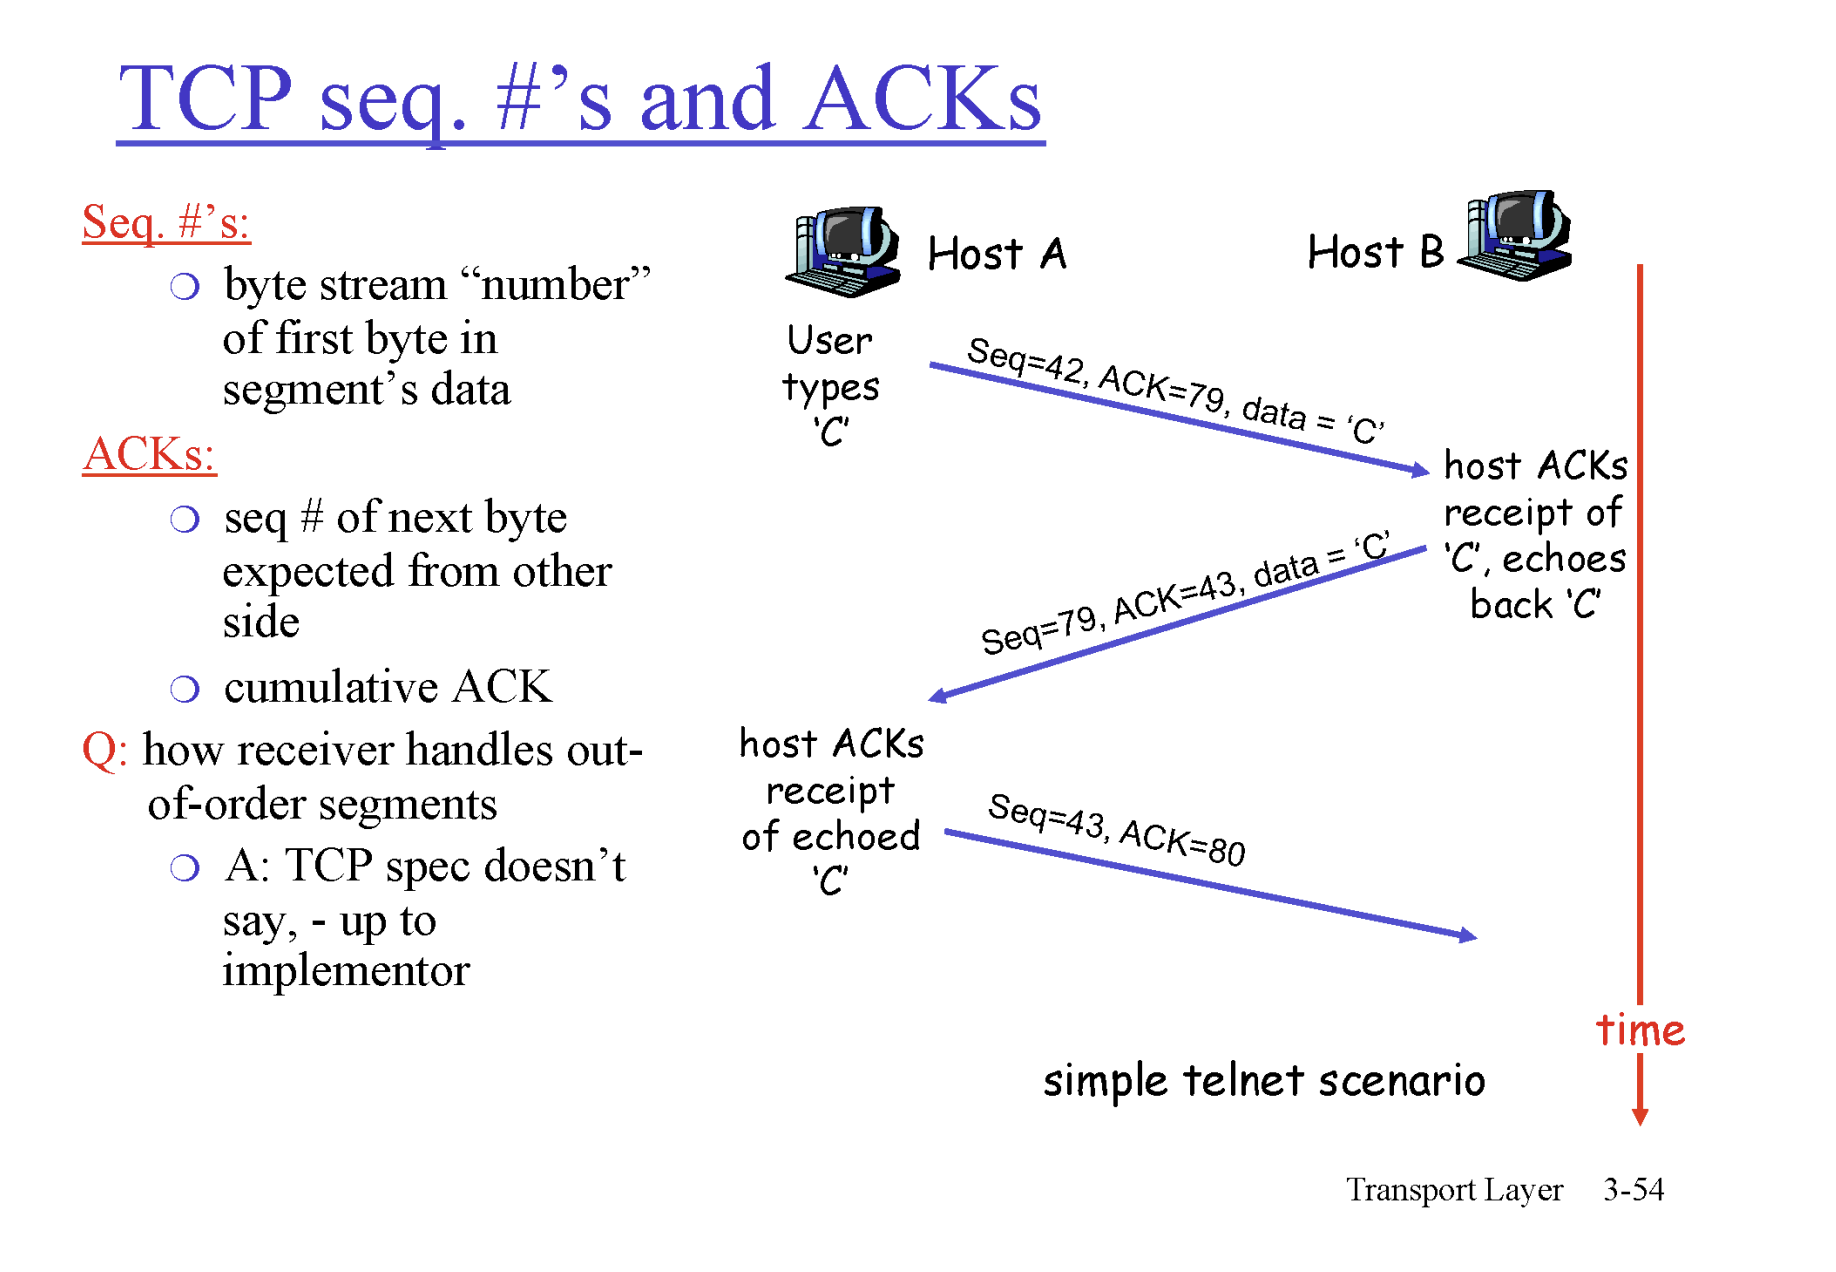 TCP seq. #’s and ACKs
Seq. #’s:
byte stream “number”
of first byte in
segment’s data
ACKs:
seq # of next byte
expected from other
side
cumulative ACK
Q: how receiver handles out-
of-order segments
A: TCP spec doesn’t
say, - up to
implementor
Host A
Host B
User
types
‘C’
Seq=42, ACK=79, data = ‘C’
host ACKs
receipt of
‘C’, echoes
back ‘C’
Seq=79, ACK=43, data = ‘C’
host ACKs
receipt
of echoed
‘C’
Seq=43, ACK=80
time
simple telnet scenario
Transport Layer 3-54